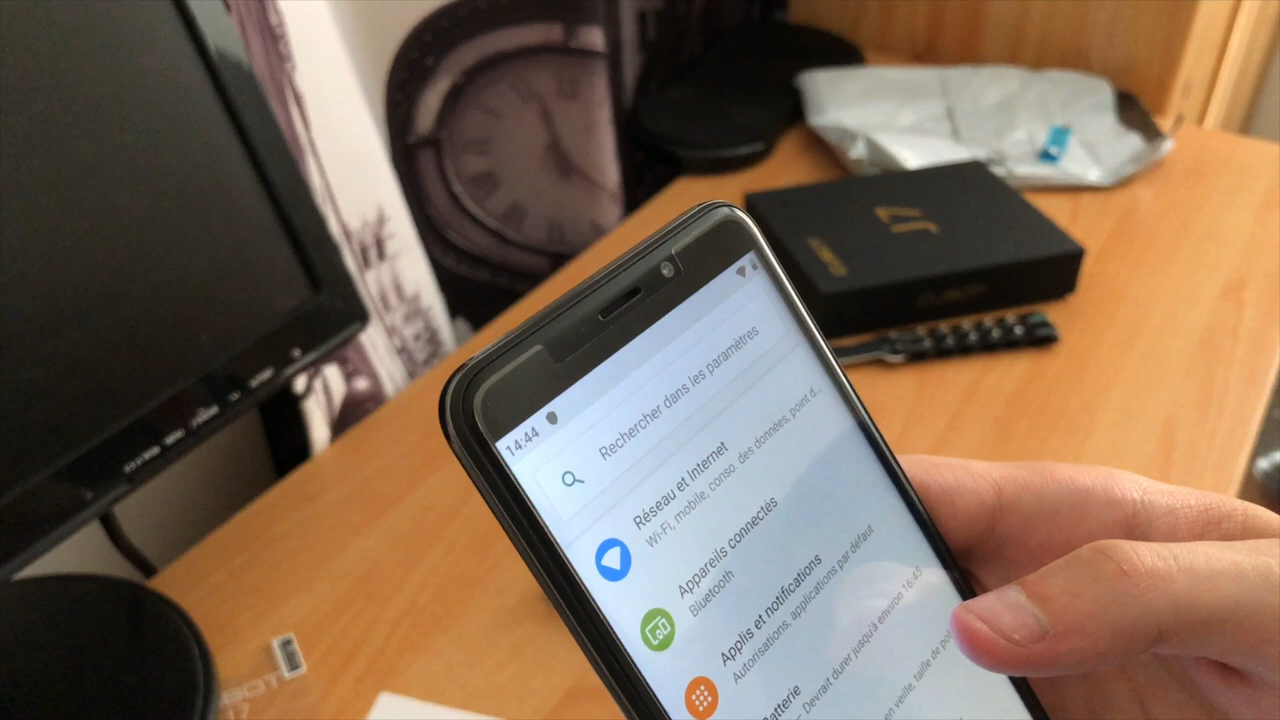 14:44
Rechercher dans les paramètres
Réseau et Internet
Wi-Fi, mobile, conso. des données, point d...
Appareils connectés
Bluetooth
Applis et notifications
Autorisations, applications par défaut
Batterie
– Devrait durer jusqu'à environ 16:45
en veille, taille de pol
J7
CUBOT